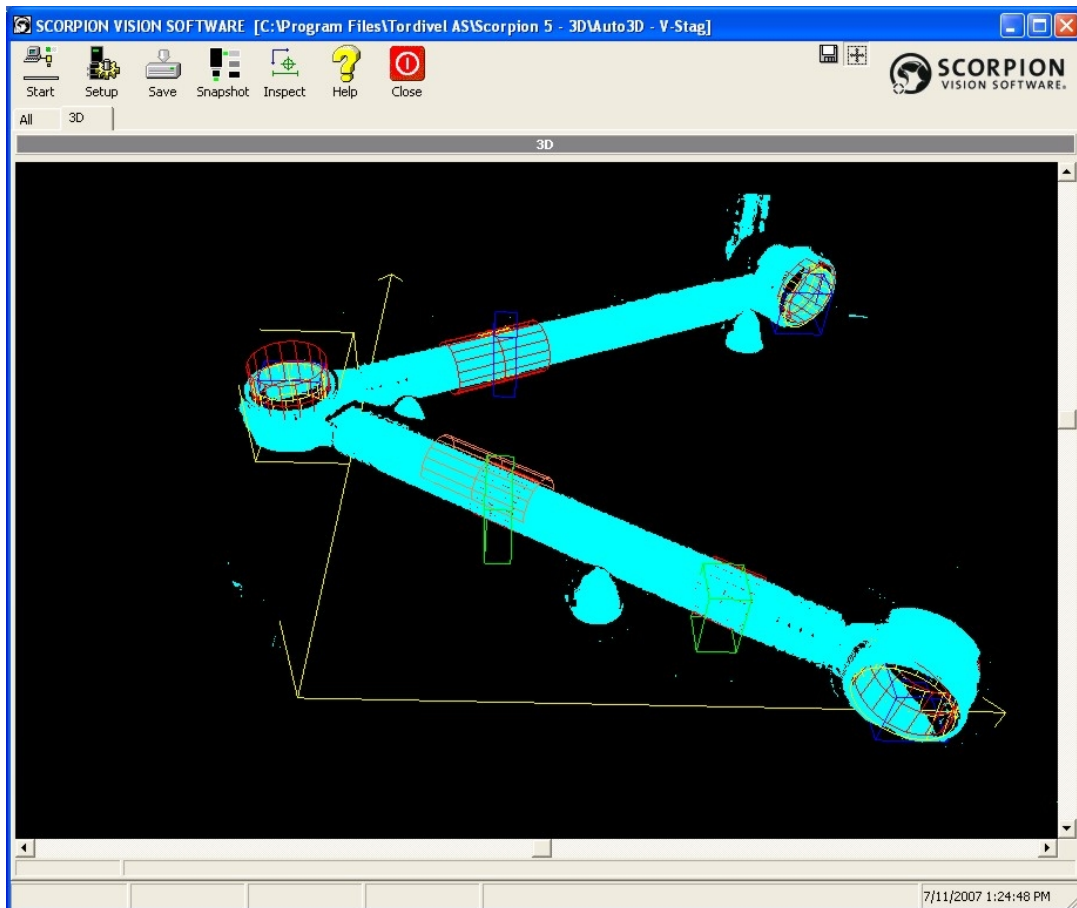 SCORPION VISION SOFTWARE [C:\Program Files\Tordivel AS\Scorpion 5 - 3D\Auto3D - V-Stag]
Start Setup Save Snapshot Inspect Help Close
SCORPION
VISION SOFTWARE®
All 3D
3D
7/11/2007 1:24:48 PM